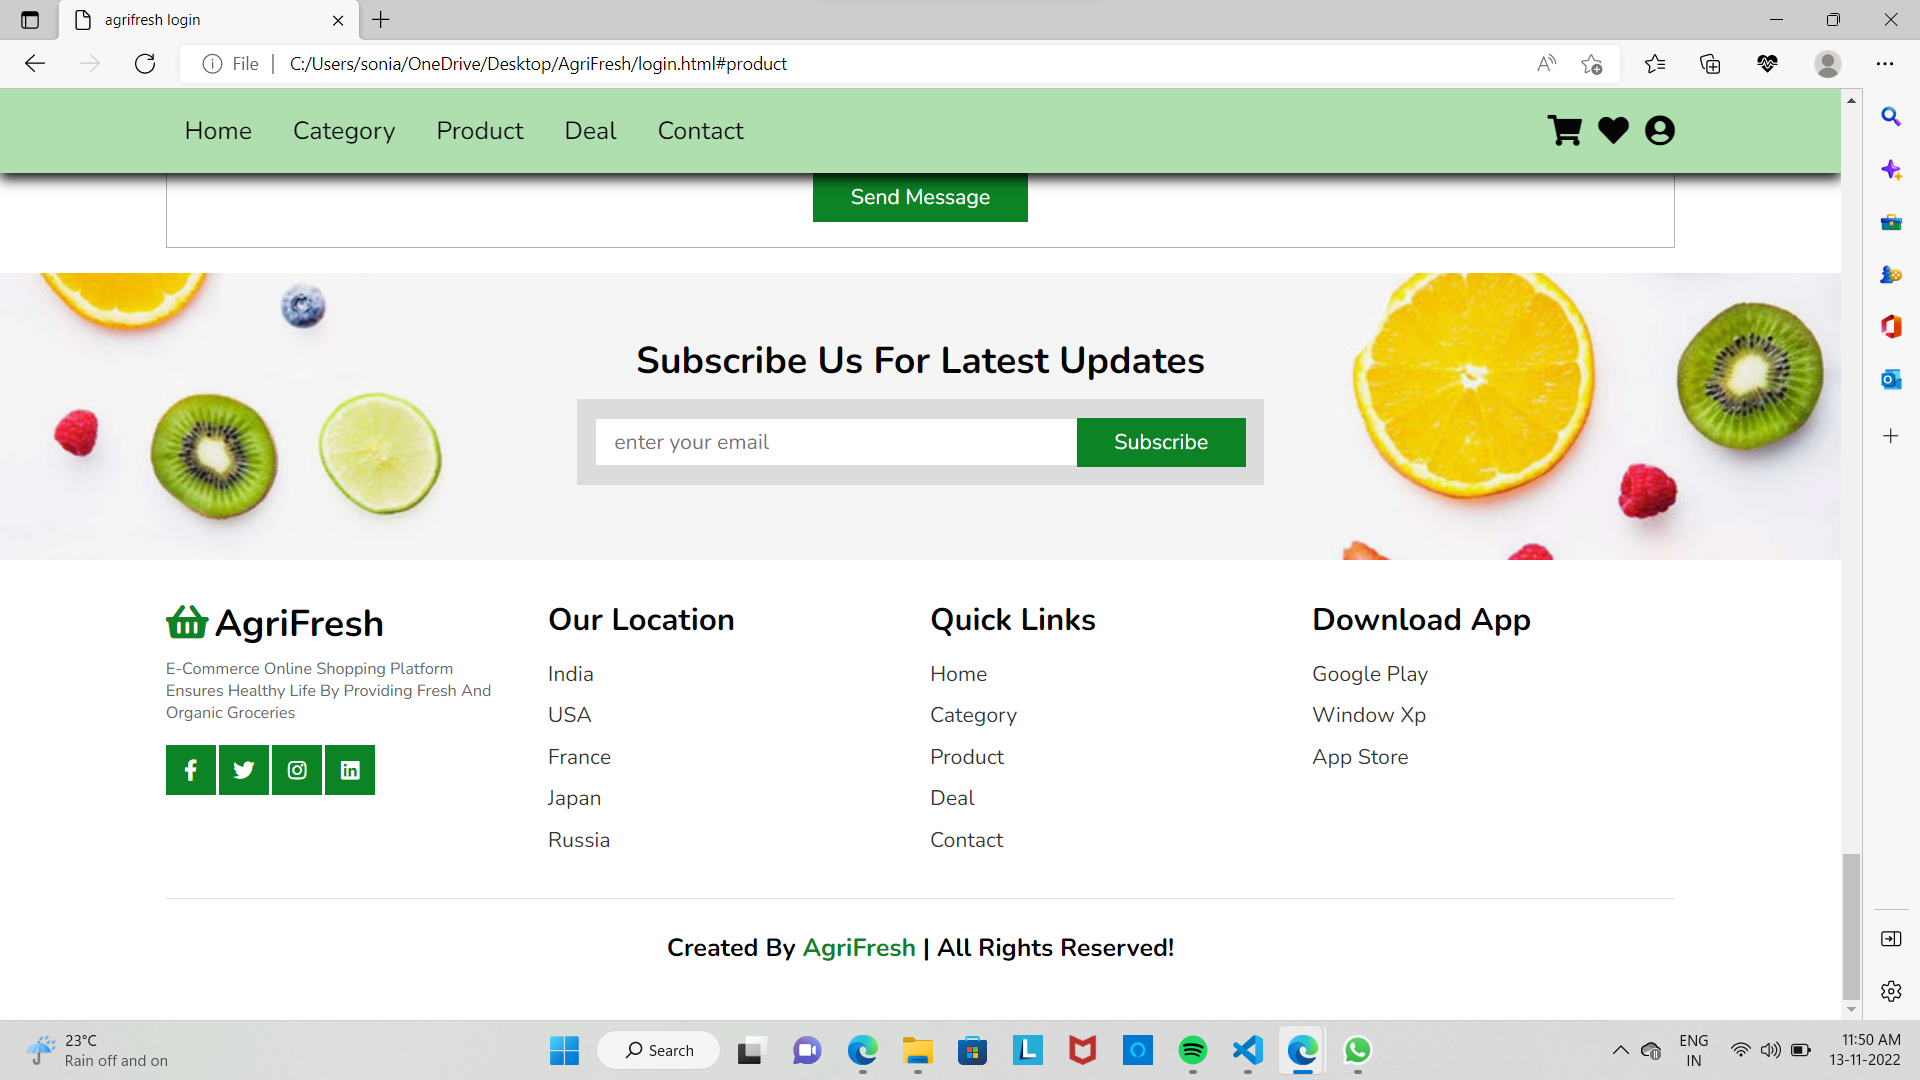 agrifresh login
File
C:/Users/sonia/OneDrive/Desktop/AgriFresh/login.html#product
Home Category Product Deal Contact
Send Message
Subscribe Us For Latest Updates
enter your email
Subscribe
AgriFresh
E-Commerce Online Shopping Platform
Ensures Healthy Life By Providing Fresh And
Organic Groceries
Our Location
India
USA
France
Japan
Russia
Quick Links
Home
Category
Product
Deal
Contact
Download App
Google Play
Window Xp
App Store
Created By AgriFresh | All Rights Reserved!
23°C
Rain off and on
Search
ENG
IN
11:50 AM
13-11-2022